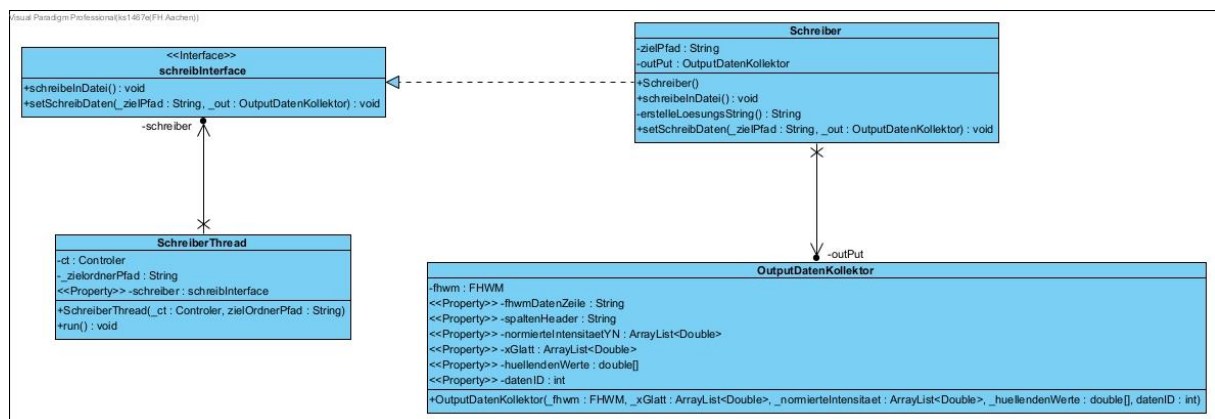 Visual Paradigm Professional(ks1467e(FH Aachen))
<<Interface>>
schreibInterface
+schreibeInDatei() : void
+setSchreibDaten(_zielPfad : String, _out : OutputDatenKollektor) : void
-schreiber
Schreiber
-zielPfad : String
-outPut : OutputDatenKollektor
+Schreiber()
+schreibeInDatei() : void
-erstelleLoesungsString() : String
+setSchreibDaten(_zielPfad : String, _out : OutputDatenKollektor) : void
SchreiberThread
-ct : Controler
-_zielordnerPfad : String
<<Property>> -schreiber : schreibInterface
+SchreiberThread(_ct : Controler, zielOrdnerPfad : String)
+run() : void
-outPut
OutputDatenKollektor
-fhwm : FHWM
<<Property>> -fhwmDatenZeile : String
<<Property>> -spaltenHeader : String
<<Property>> -normierteIntensitaetYN : ArrayList<Double>
<<Property>> -xGlatt : ArrayList<Double>
<<Property>> -huellendenWerte : double[]
<<Property>> -datenID : int
+OutputDatenKollektor(_fhwm : FHWM, _xGlatt : ArrayList<Double>, _normierteIntensitaet : ArrayList<Double>, _huellendenWerte : double[], datenID : int)